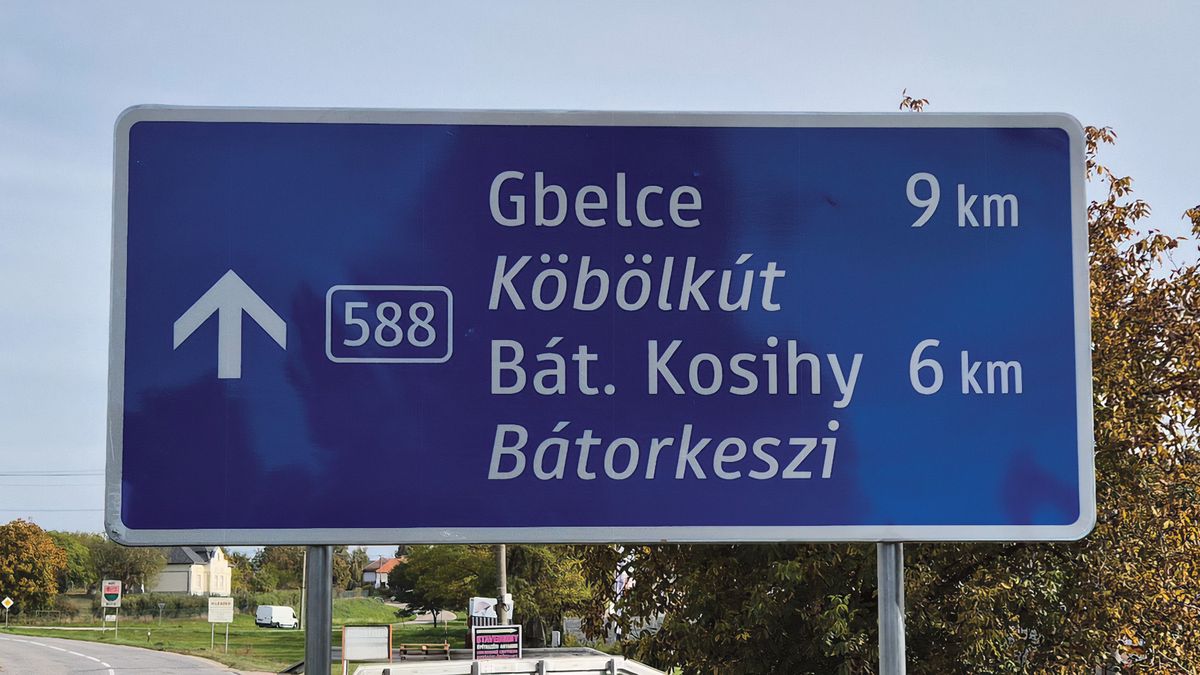 Gbelce 9 km
Köbölkút
588
Bát. Kosihy 6 km
Bátorkeszi